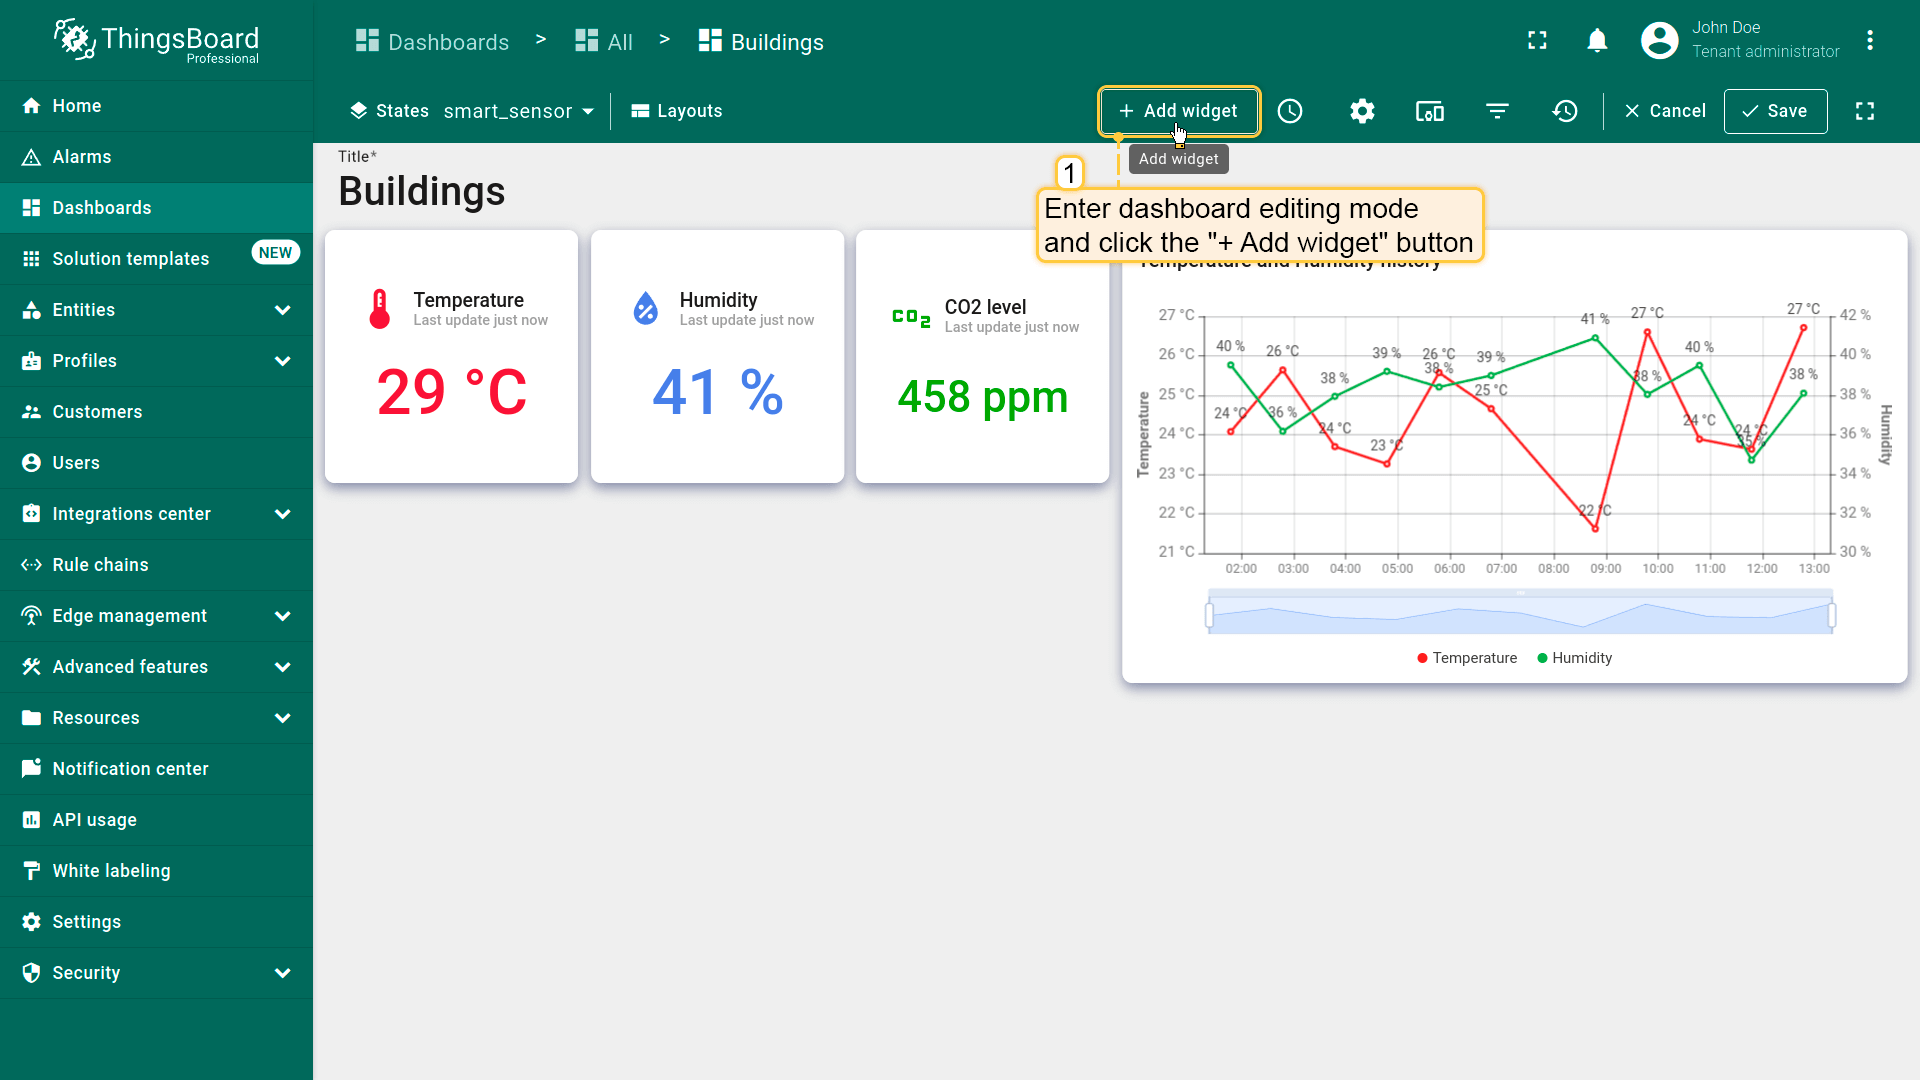 ThingsBoard
Professional
Dashboards > All > Buildings
John Doe
Tenant administrator
States smart_sensor Layouts
+ Add widget
Cancel Save
Add widget
Home
Alarms
Dashboards
Solution templates NEW
Entities
Profiles
Customers
Users
Integrations center
Rule chains
Edge management
Advanced features
Resources
Notification center
API usage
White labeling
Settings
Security
Title*
Buildings
1
Enter dashboard editing mode
and click the "+ Add widget" button
Temperature
Last update just now
29 °C
Humidity
Last update just now
41 %
CO2 level
Last update just now
458 ppm
Temperature and Humidity history
Temperature
27 °C
26 °C
25 °C
24 °C
23 °C
22 °C
21 °C
40 %
24 °C
26 °C
36 %
38 %
24 °C
39 %
23 °C
26 °C
38 %
39 %
25 °C
41 %
22 °C
27 °C
38 %
40 %
24 °C
24 °C
35 %
27 °C
38 %
42 %
40 %
38 %
36 %
34 %
32 %
30 %
Humidity
02:00 03:00 04:00 05:00 06:00 07:00 08:00 09:00 10:00 11:00 12:00 13:00
Temperature Humidity